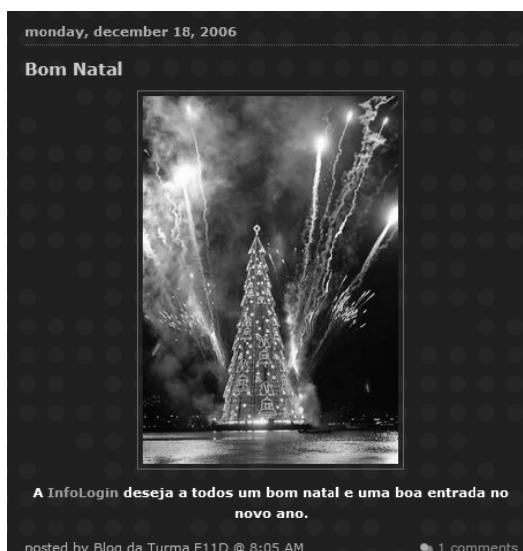 monday, december 18, 2006
Bom Natal
A InfoLogin deseja a todos um bom natal e uma boa entrada no
novo ano.
posted by Blog da Turma F11D @ 8:05 AM
1 comments